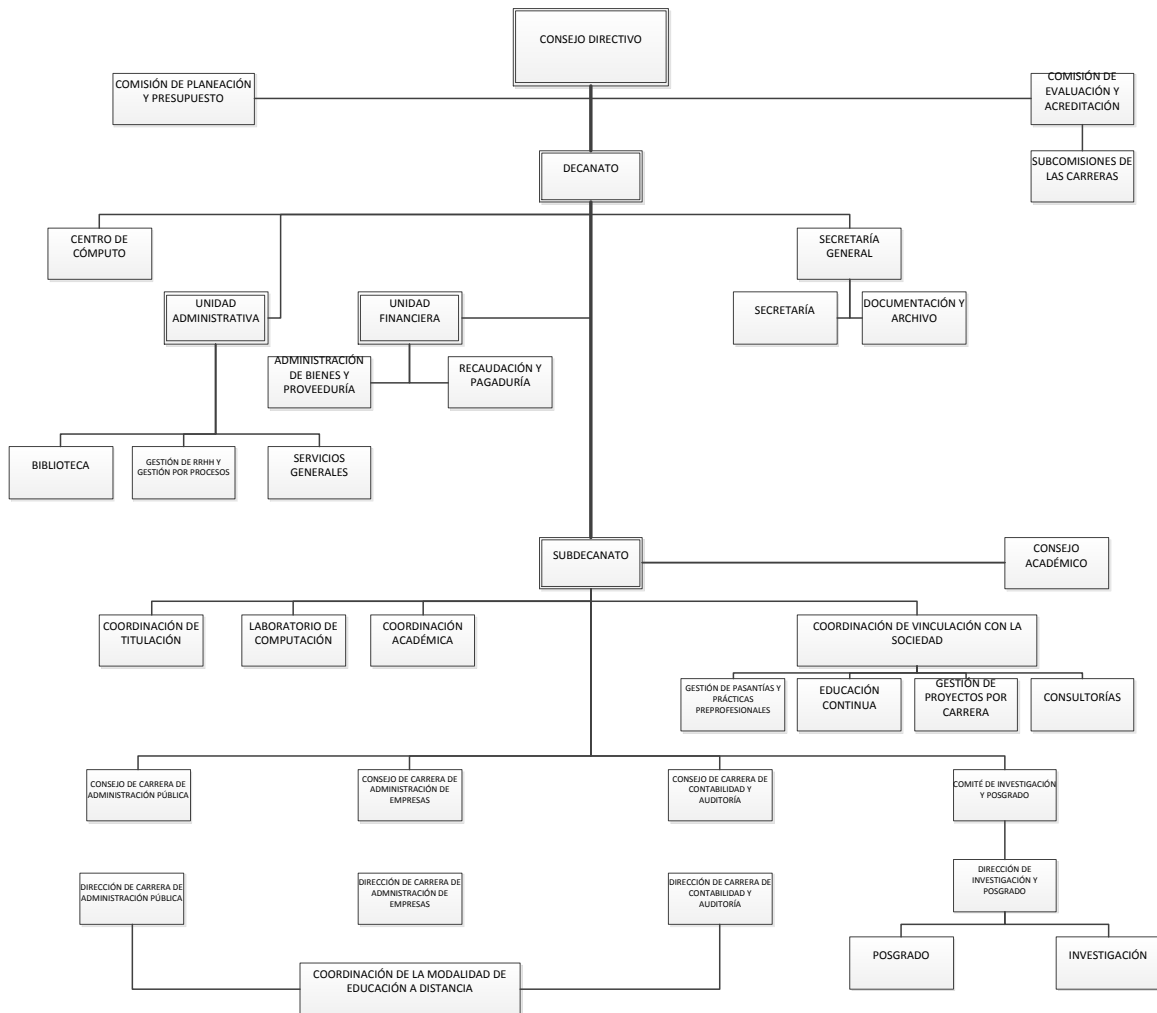 CONSEJO DIRECTIVO
COMISIÓN DE PLANEACIÓN
Y PRESUPUESTO
COMISIÓN DE
EVALUACIÓN Y
ACREDITACIÓN
DECANATO
SUBCOMISIONES DE
LAS CARRERAS
CENTRO DE
CÓMPUTO
SECRETARÍA
GENERAL
UNIDAD
ADMINISTRATIVA
UNIDAD
FINANCIERA
SECRETARÍA
DOCUMENTACIÓN Y
ARCHIVO
ADMINISTRACIÓN
DE BIENES Y
PROVEEDURÍA
RECAUDACIÓN Y
PAGADURÍA
BIBLIOTECA
GESTIÓN DE RRHH Y
GESTIÓN POR PROCESOS
SERVICIOS
GENERALES
SUBDECANATO
CONSEJO
ACADÉMICO
COORDINACIÓN DE
TITULACIÓN
LABORATORIO DE
COMPUTACIÓN
COORDINACIÓN
ACADÉMICA
COORDINACIÓN DE VINCULACIÓN CON LA
SOCIEDAD
GESTIÓN DE PASANTÍAS Y
PRÁCTICAS
PREPROFESIONALES
EDUCACIÓN
CONTINUA
GESTIÓN DE
PROYECTOS POR
CARRERA
CONSULTORÍAS
CONSEJO DE CARRERA DE
ADMINISTRACIÓN PÚBLICA
CONSEJO DE CARRERA DE
ADMINISTRACIÓN DE
EMPRESAS
CONSEJO DE CARRERA DE
CONTABILIDAD Y
AUDITORÍA
COMITÉ DE INVESTIGACIÓN
Y POSGRADO
DIRECCIÓN DE CARRERA DE
ADMINISTRACIÓN PÚBLICA
DIRECCIÓN DE CARRERA DE
ADMINISTRACIÓN DE
EMPRESAS
DIRECCIÓN DE CARRERA DE
CONTABILIDAD Y
AUDITORÍA
DIRECCIÓN DE
INVESTIGACIÓN Y
POSGRADO
POSGRADO
INVESTIGACIÓN
COORDINACIÓN DE LA MODALIDAD DE
EDUCACIÓN A DISTANCIA